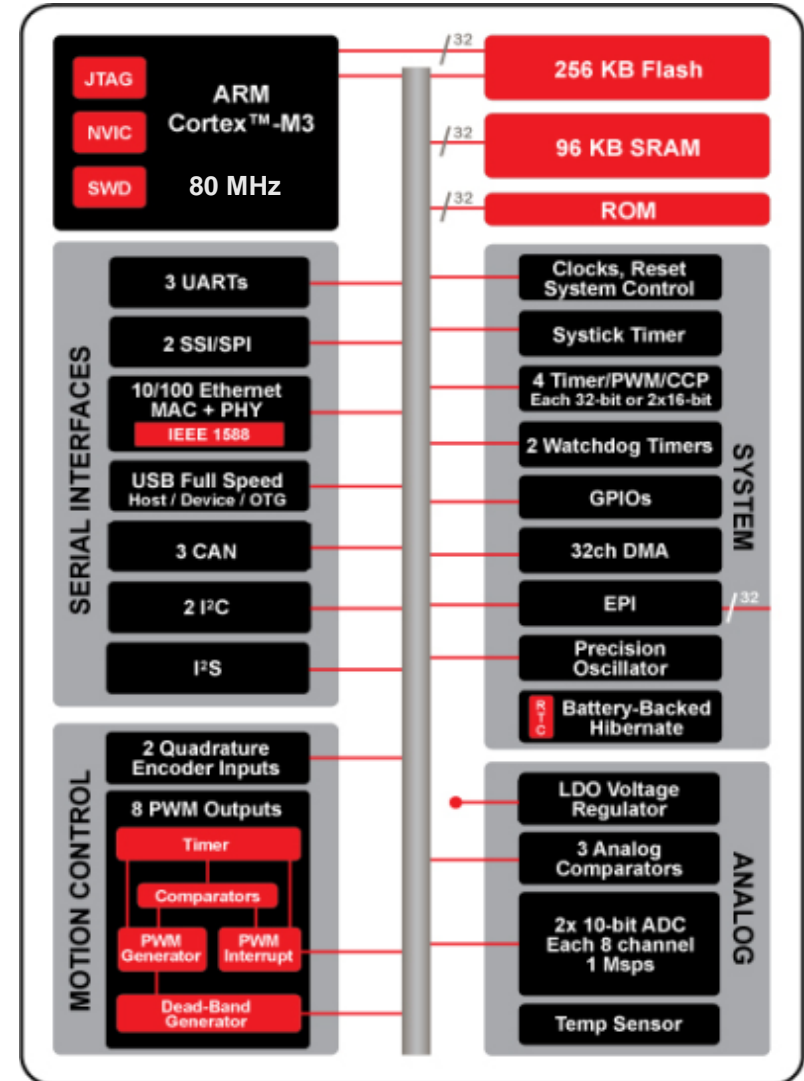 JTAG
NVIC
SWD
ARM
Cortex™-M3
80 MHz
32
256 KB Flash
32
96 KB SRAM
32
ROM
SERIAL INTERFACES
3 UARTs
2 SSI/SPI
10/100 Ethernet
MAC + PHY
IEEE 1588
USB Full Speed
Host / Device / OTG
3 CAN
2 I²C
I²S
SYSTEM
Clocks, Reset
System Control
Systick Timer
4 Timer/PWM/CCP
Each 32-bit or 2x16-bit
2 Watchdog Timers
GPIOs
32ch DMA
EPI
32
Precision
Oscillator
RTC
Battery-Backed
Hibernate
MOTION CONTROL
2 Quadrature
Encoder Inputs
8 PWM Outputs
Timer
Comparators
PWM
Generator
PWM
Interrupt
Dead-Band
Generator
ANALOG
LDO Voltage
Regulator
3 Analog
Comparators
2x 10-bit ADC
Each 8 channel
1 Msps
Temp Sensor